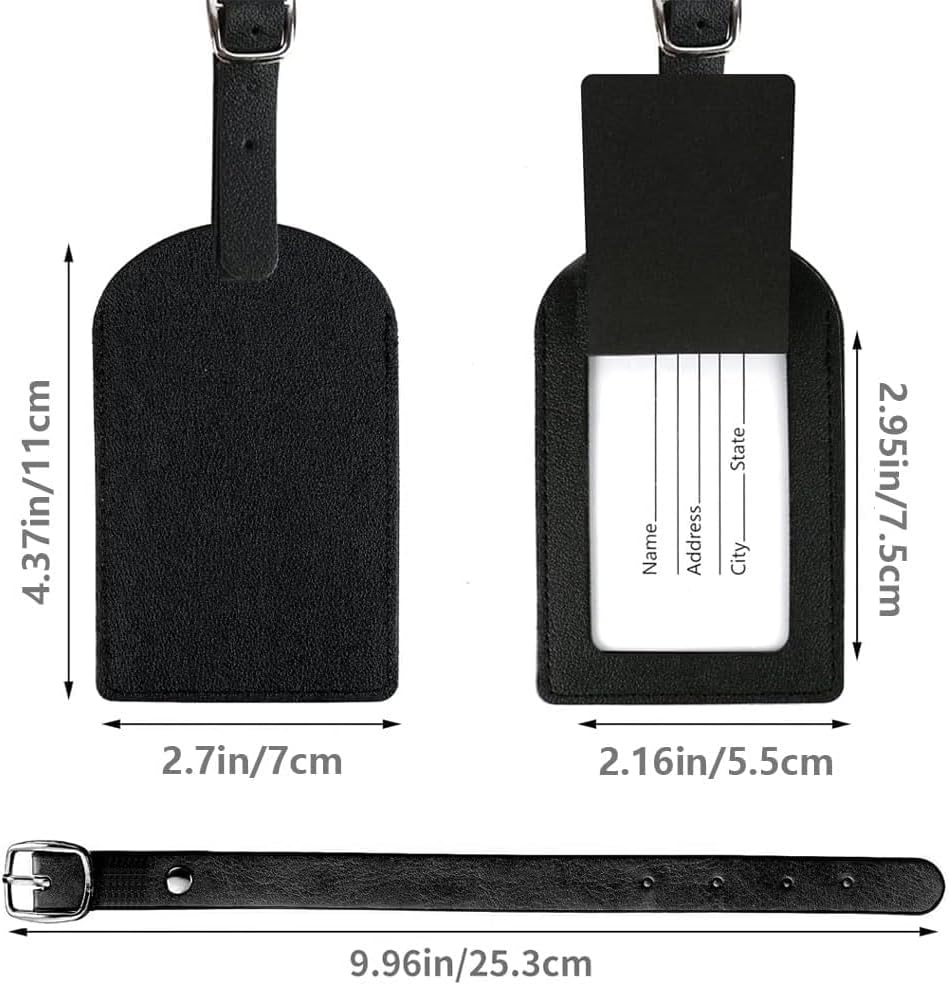 4.37in/11cm
2.7in/7cm
Name
Address
City State
2.95in/7.5cm
2.16in/5.5cm
9.96in/25.3cm